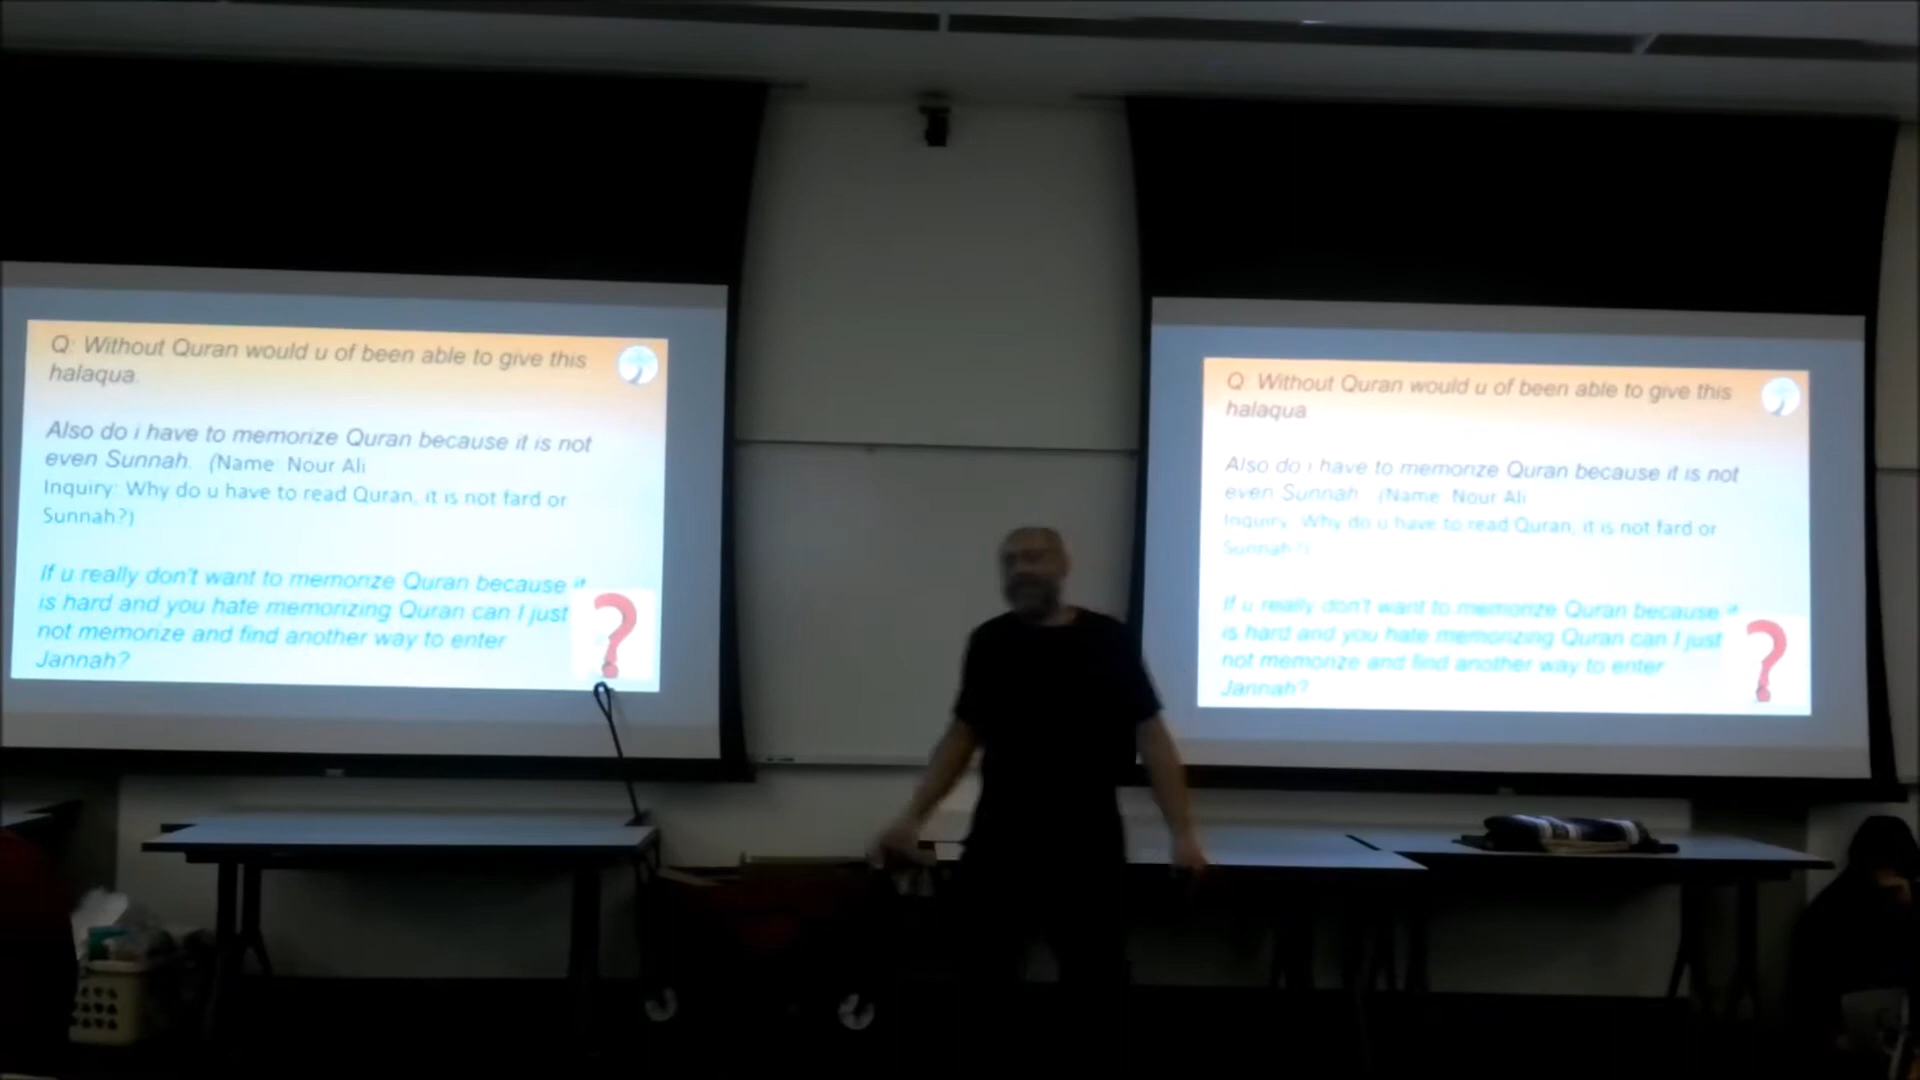 Q: Without Quran would u of been able to give this
halaqua.
Also do i have to memorize Quran because it is not
even Sunnah. (Name: Nour Ali
Inquiry: Why do u have to read Quran, it is not fard or
Sunnah?)
If u really don't want to memorize Quran because it
is hard and you hate memorizing Quran can I just
not memorize and find another way to enter
Jannah?
?
Q: Without Quran would u of been able to give this
halaqua.
Also do i have to memorize Quran because it is not
even Sunnah. (Name: Nour Ali
Inquiry: Why do u have to read Quran, it is not fard or
Sunnah?)
If u really don't want to memorize Quran because it
is hard and you hate memorizing Quran can I just
not memorize and find another way to enter
Jannah?
?